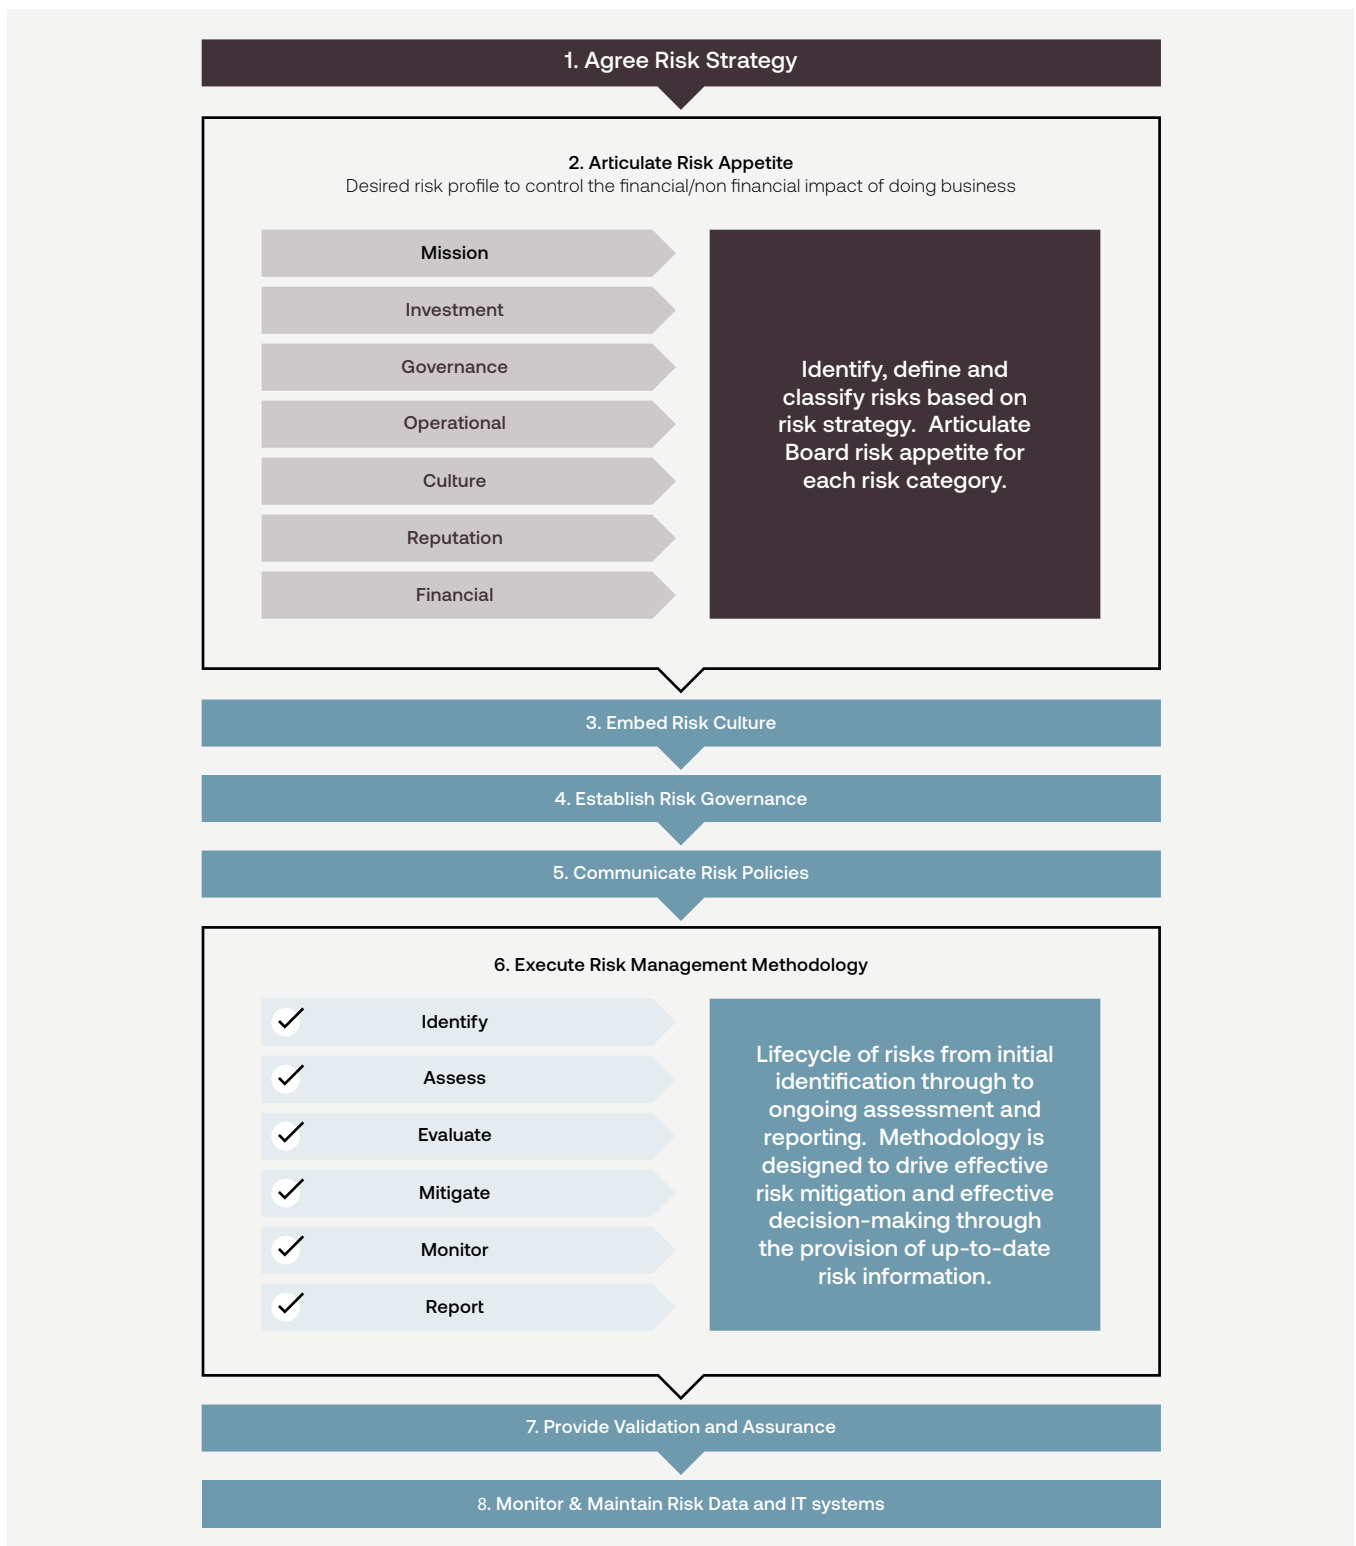 1. Agree Risk Strategy
2. Articulate Risk Appetite
Desired risk profile to control the financial/non financial impact of doing business
Mission
Investment
Governance
Operational
Culture
Reputation
Financial
Identify, define and
classify risks based on
risk strategy.  Articulate
Board risk appetite for
each risk category.
3. Embed Risk Culture
4. Establish Risk Governance
5. Communicate Risk Policies
6. Execute Risk Management Methodology
Identify
Assess
Evaluate
Mitigate
Monitor
Report
Lifecycle of risks from initial
identification through to
ongoing assessment and
reporting.  Methodology is
designed to drive effective
risk mitigation and effective
decision-making through
the provision of up-to-date
risk information.
7. Provide Validation and Assurance
8. Monitor & Maintain Risk Data and IT systems